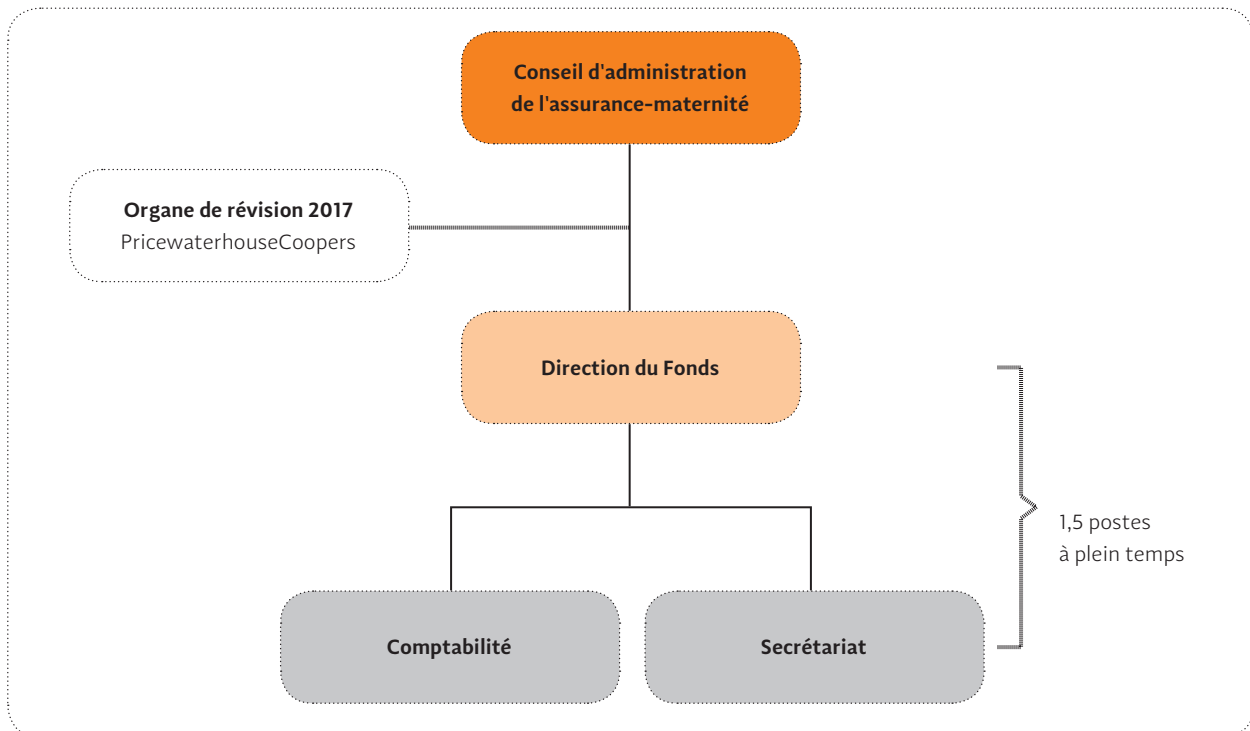 Conseil d'administration
de l'assurance-maternité
Organe de révision 2017
PricewaterhouseCoopers
Direction du Fonds
1,5 postes
à plein temps
Comptabilité
Secrétariat